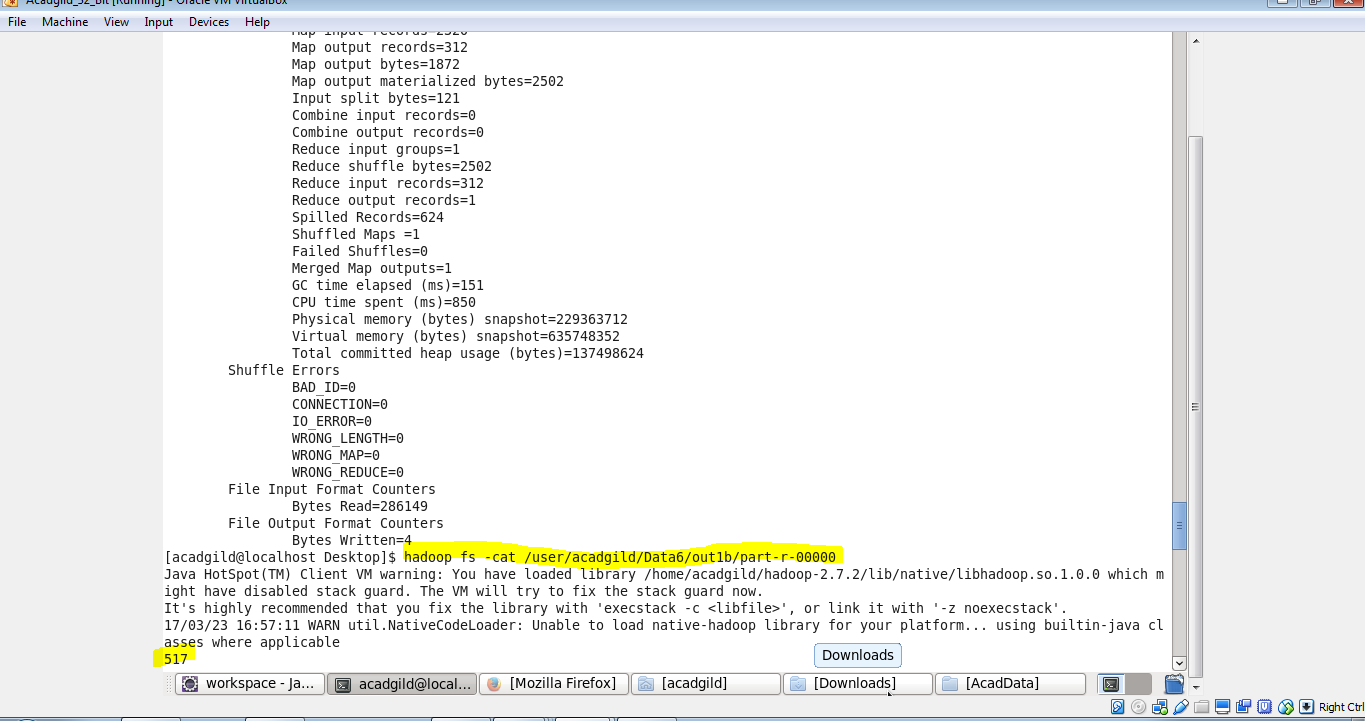 Acadgild_32_Bit [Running] - Oracle VM VirtualBox
File Machine View Input Devices Help
Map input records=2320
Map output records=312
Map output bytes=1872
Map output materialized bytes=2502
Input split bytes=121
Combine input records=0
Combine output records=0
Reduce input groups=1
Reduce shuffle bytes=2502
Reduce input records=312
Reduce output records=1
Spilled Records=624
Shuffled Maps =1
Failed Shuffles=0
Merged Map outputs=1
GC time elapsed (ms)=151
CPU time spent (ms)=850
Physical memory (bytes) snapshot=229363712
Virtual memory (bytes) snapshot=635748352
Total committed heap usage (bytes)=137498624
Shuffle Errors
BAD_ID=0
CONNECTION=0
IO_ERROR=0
WRONG_LENGTH=0
WRONG_MAP=0
WRONG_REDUCE=0
File Input Format Counters
Bytes Read=286149
File Output Format Counters
Bytes Written=4
[acadgild@localhost Desktop]$ hadoop fs -cat /user/acadgild/Data6/out1b/part-r-00000
Java HotSpot(TM) Client VM warning: You have loaded library /home/acadgild/hadoop-2.7.2/lib/native/libhadoop.so.1.0.0 which m
ight have disabled stack guard. The VM will try to fix the stack guard now.
It's highly recommended that you fix the library with 'execstack -c <libfile>', or link it with '-z noexecstack'.
17/03/23 16:57:11 WARN util.NativeCodeLoader: Unable to load native-hadoop library for your platform... using builtin-java cl
asses where applicable
517
Downloads
workspace - Ja... acadgild@local... [Mozilla Firefox] [acadgild] [Downloads] [AcadData]
Right Ctrl